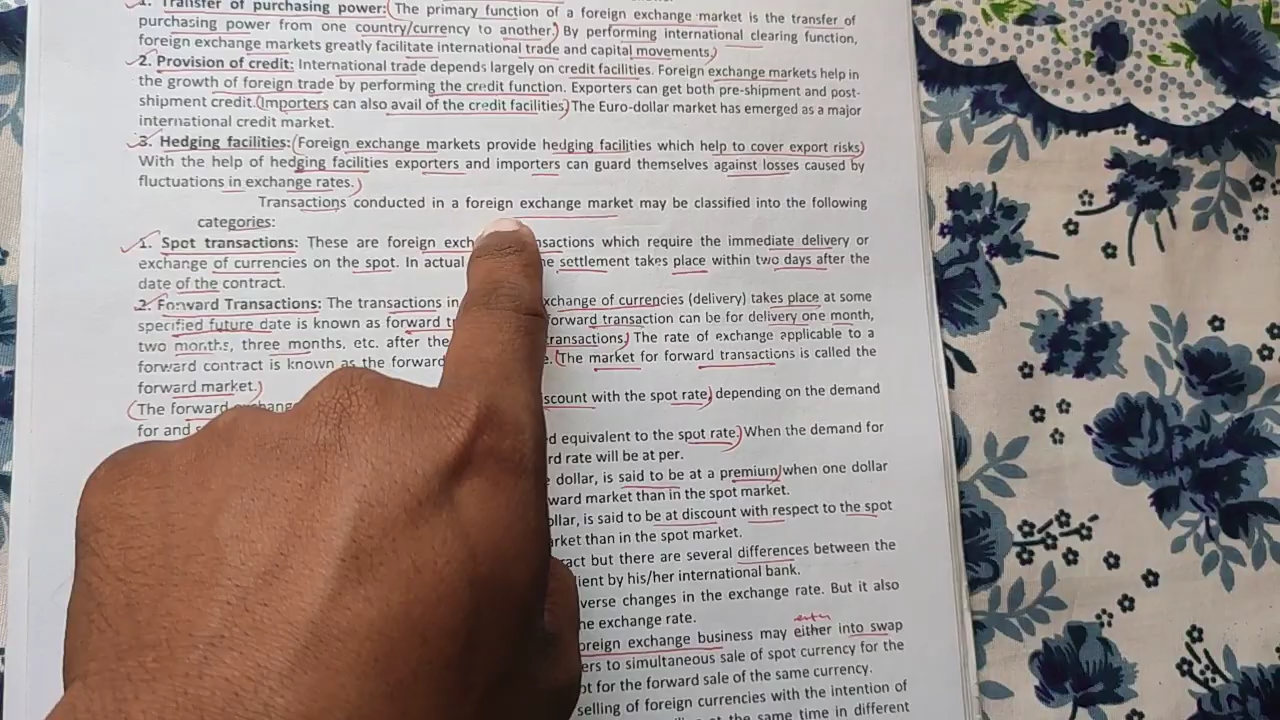 1. Transfer of purchasing power: (The primary function of a foreign exchange market is the transfer of
purchasing power from one country/currency to another.) By performing international clearing function,
foreign exchange markets greatly facilitate international trade and capital movements.)
2. Provision of credit: International trade depends largely on credit facilities. Foreign exchange markets help in
the growth of foreign trade by performing the credit function. Exporters can get both pre-shipment and post-
shipment credit. (Importers can also avail of the credit facilities.) The Euro-dollar market has emerged as a major
international credit market.
3. Hedging facilities: (Foreign exchange markets provide hedging facilities which help to cover export risks)
With the help of hedging facilities exporters and importers can guard themselves against losses caused by
fluctuations in exchange rates.)
Transactions conducted in a foreign exchange market may be classified into the following
categories:
1. Spot transactions: These are foreign exch nsactions which require the immediate delivery or
exchange of currencies on the spot. In actual settlement takes place within two days after the
date of the contract.
2. Forward Transactions: The transactions in xchange of currencies (delivery) takes place at some
specified future date is known as forward orward transaction can be for delivery one month,
two months, three months, etc. after the transactions.) The rate of exchange applicable to a
forward contract is known as the forward (The market for forward transactions is called the
forward market.)
(The forward scount with the spot rate) depending on the demand
for and
d equivalent to the spot rate.) When the demand for
rd rate will be at per.
dollar, is said to be at a premium) when one dollar
ward market than in the spot market.
ollar, is said to be at discount with respect to the spot
rket than in the spot market.
ract but there are several differences between the
lient by his/her international bank.
verse changes in the exchange rate. But it also
he exchange rate.
reign exchange business may either into swap
ers to simultaneous sale of spot currency for the
ot for the forward sale of the same currency.
selling of foreign currencies with the intention of
at the same time in different